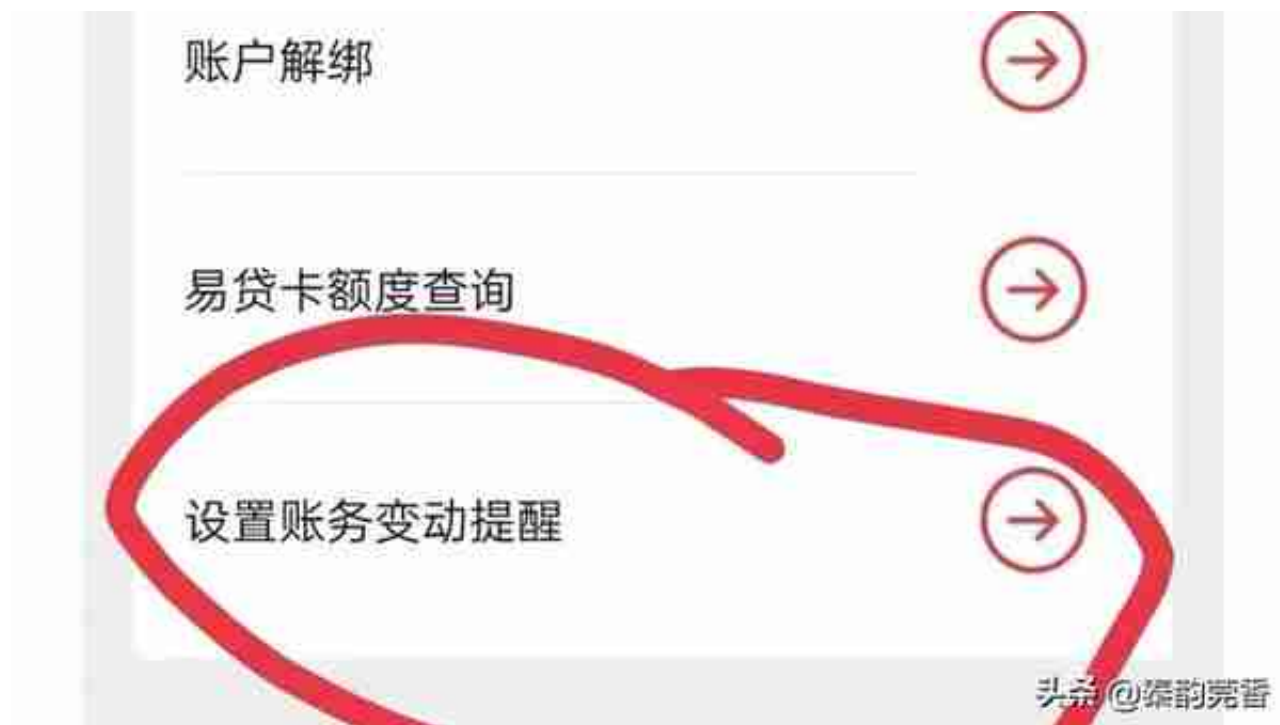 账户解绑
易贷卡额度查询
设置账务变动提醒
头条 @臻韵莞香